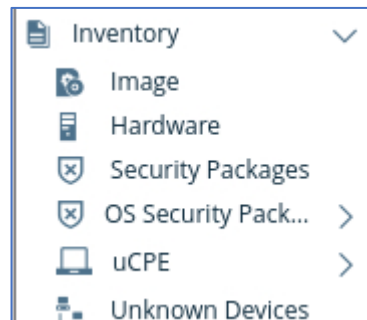 Inventory
Image
Hardware
Security Packages
OS Security Pack...
uCPE
Unknown Devices